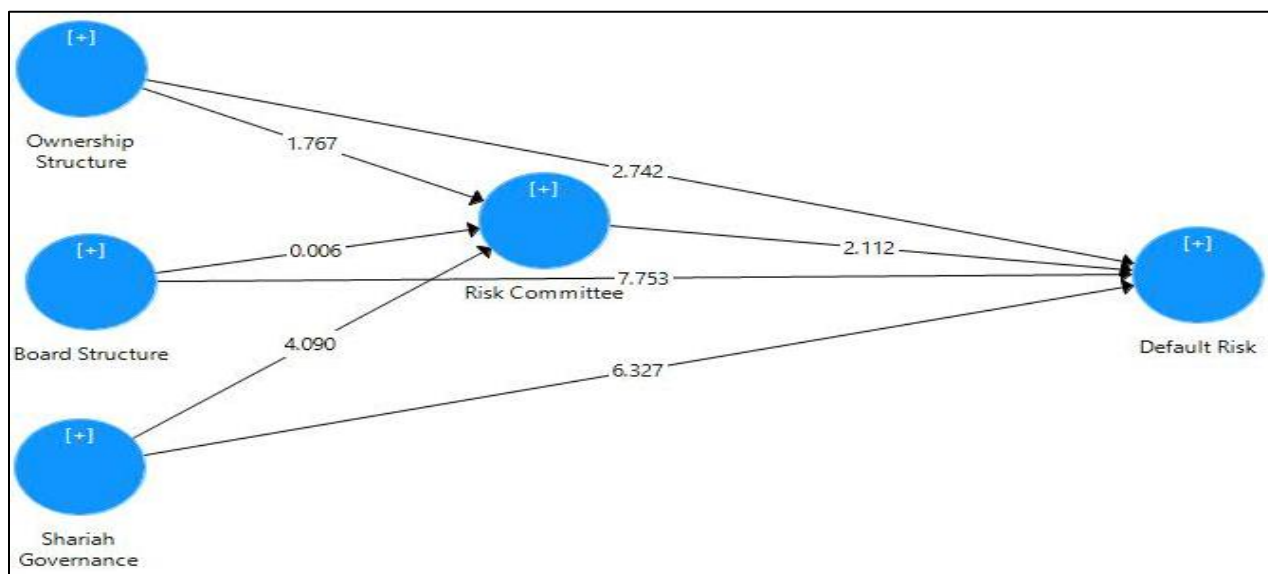 [+]
Ownership
Structure
1.767
2.742
[+]
Risk Committee
[+]
Board Structure
0.006
7.753
2.112
[+]
Default Risk
4.090
6.327
[+]
Shariah
Governance